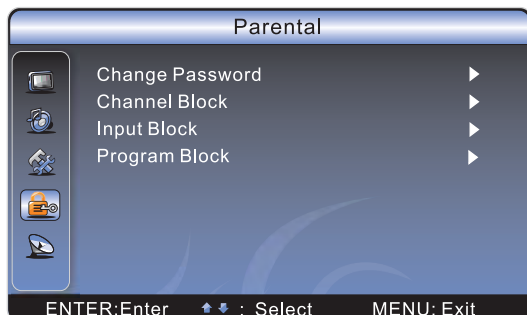 Parental
Change Password
Channel Block
Input Block
Program Block
ENTER:Enter : Select MENU: Exit